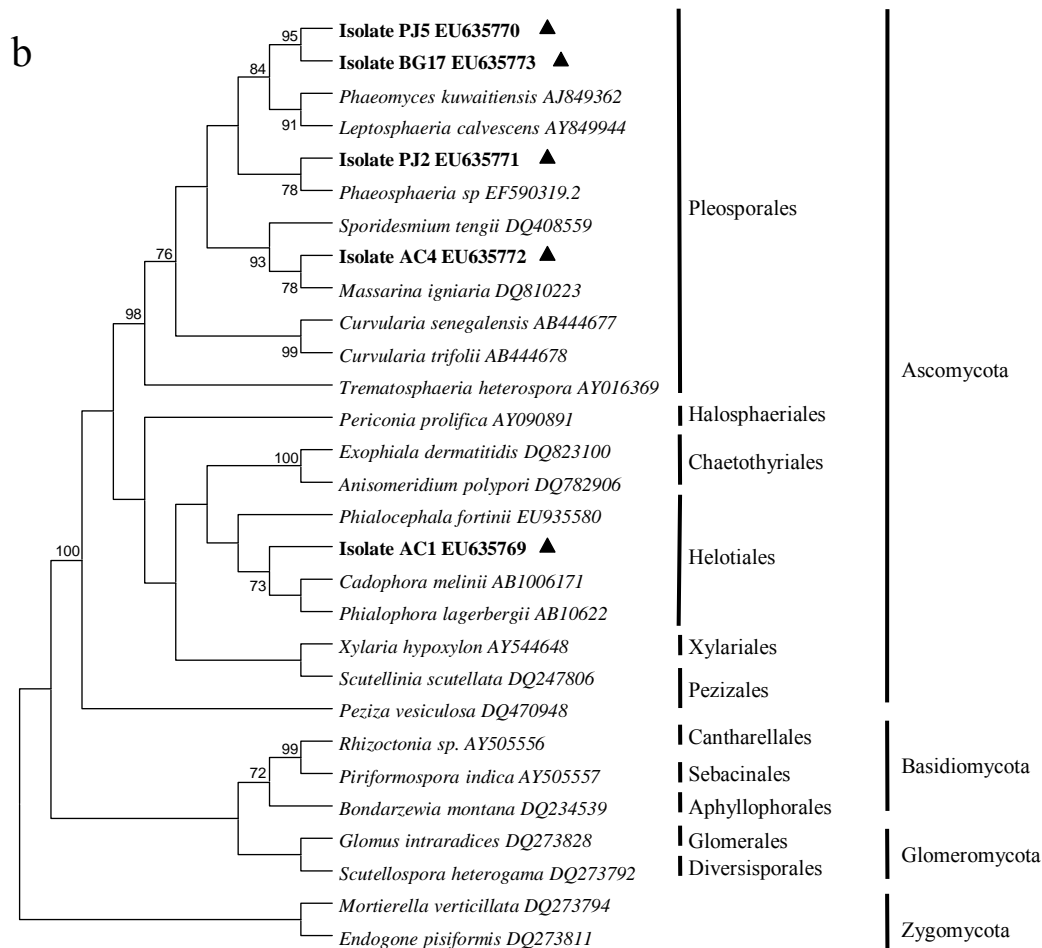 b
95
Isolate PJ5 EU635770 ▲
Isolate BG17 EU635773 ▲
84
Phaeomyces kuwaitiensis AJ849362
91
Leptosphaeria calvescens AY849944
Isolate PJ2 EU635771 ▲
78
Phaeosphaeria sp EF590319.2
Pleosporales
Sporidesmium tengii DQ408559
76
93
Isolate AC4 EU635772 ▲
78
Massarina igniaria DQ810223
98
Curvularia senegalensis AB444677
99
Curvularia trifolii AB444678
Ascomycota
Trematosphaeria heterospora AY016369
Periconia prolifica AY090891
Halosphaeriales
100
Exophiala dermatitidis DQ823100
Chaetothyriales
Anisomeridium polypori DQ782906
Phialocephala fortinii EU935580
100
Isolate AC1 EU635769 ▲
Helotiales
73
Cadophora melinii AB1006171
Phialophora lagerbergii AB10622
Xylaria hypoxylon AY544648
Xylariales
Scutellinia scutellata DQ247806
Pezizales
Peziza vesiculosa DQ470948
99
Rhizoctonia sp. AY505556
Cantharellales
72
Piriformospora indica AY505557
Sebacinales
Basidiomycota
Bondarzewia montana DQ234539
Aphyllophorales
Glomus intraradices DQ273828
Glomerales
Glomeromycota
Scutellospora heterogama DQ273792
Diversisporales
Mortierella verticillata DQ273794
Zygomycota
Endogone pisiformis DQ273811